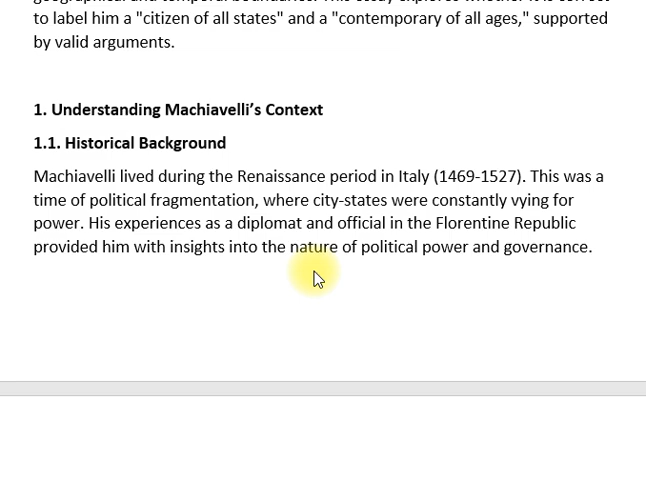 to label him a "citizen of all states" and a "contemporary of all ages," supported
by valid arguments.
1. Understanding Machiavelli’s Context
1.1. Historical Background
Machiavelli lived during the Renaissance period in Italy (1469-1527). This was a
time of political fragmentation, where city-states were constantly vying for
power. His experiences as a diplomat and official in the Florentine Republic
provided him with insights into the nature of political power and governance.